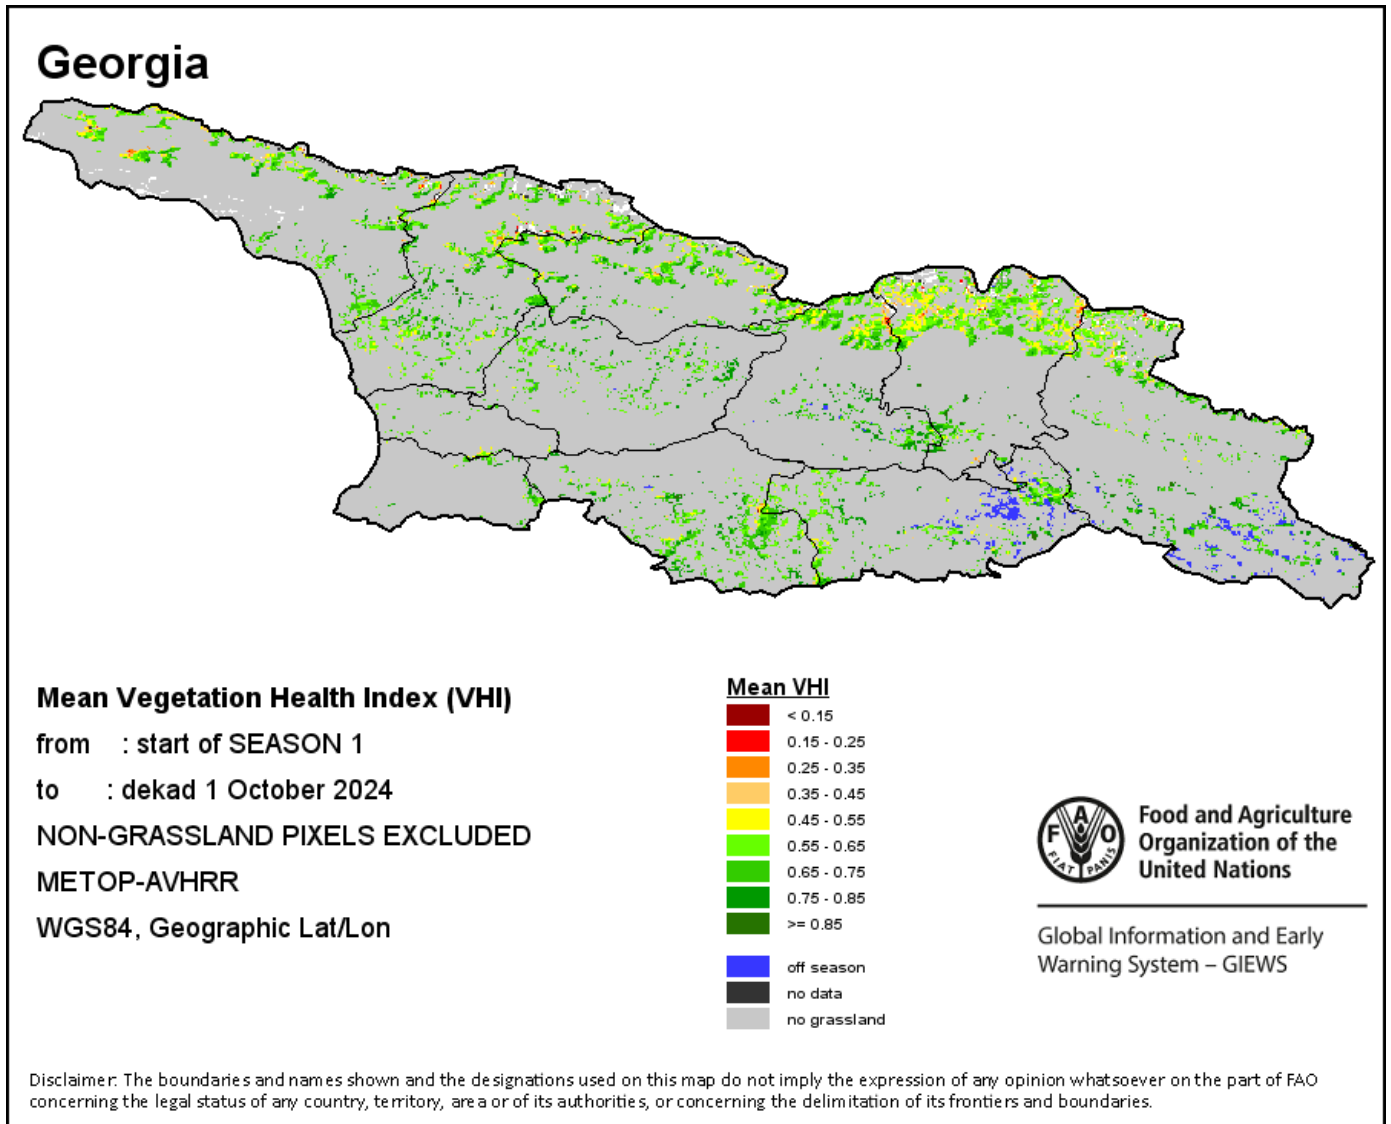 Georgia
Mean Vegetation Health Index (VHI)
from : start of SEASON 1
to : dekad 1 October 2024
NON-GRASSLAND PIXELS EXCLUDED
METOP-AVHRR
WGS84, Geographic Lat/Lon
Mean VHI
< 0.15
0.15 - 0.25
0.25 - 0.35
0.35 - 0.45
0.45 - 0.55
0.55 - 0.65
0.65 - 0.75
0.75 - 0.85
>= 0.85
off season
no data
no grassland
F A O
FIAT PANIS
Food and Agriculture
Organization of the
United Nations
Global Information and Early
Warning System – GIEWS
Disclaimer: The boundaries and names shown and the designations used on this map do not imply the expression of any opinion whatsoever on the part of FAO
concerning the legal status of any country, territory, area or of its authorities, or concerning the delimitation of its frontiers and boundaries.